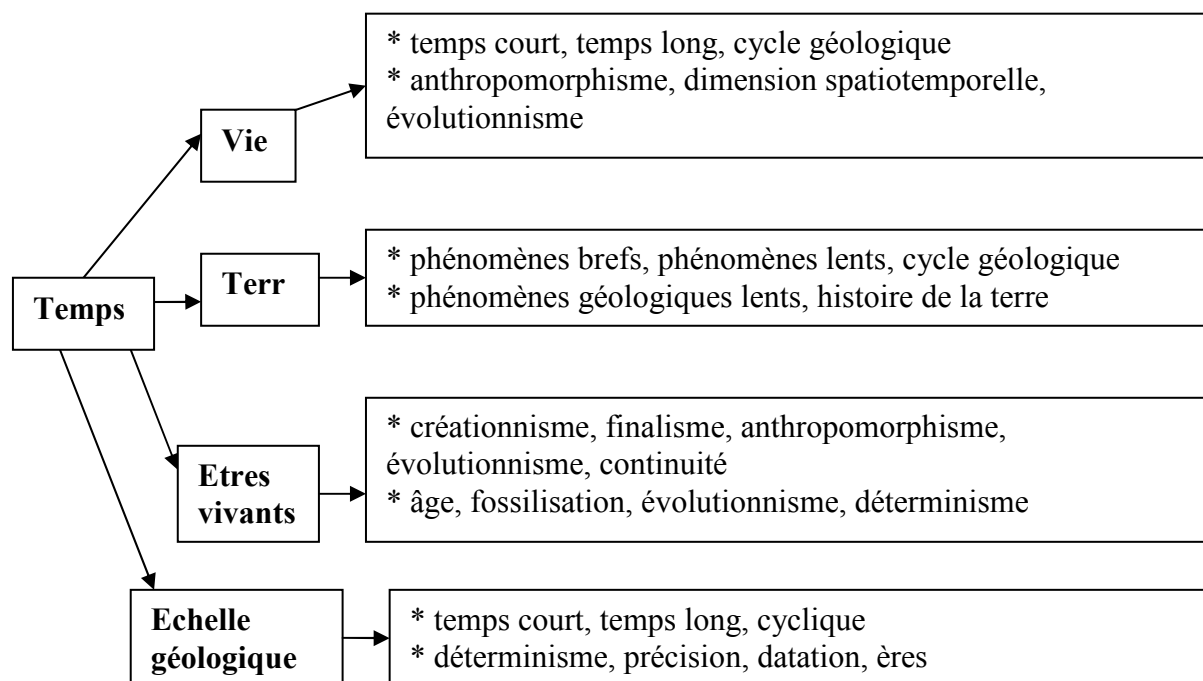 * temps court, temps long, cycle géologique
* anthropomorphisme, dimension spatiotemporelle,
évolutionnisme
Vie
* phénomènes brefs, phénomènes lents, cycle géologique
* phénomènes géologiques lents, histoire de la terre
Terr
Temps
* créationnisme, finalisme, anthropomorphisme,
évolutionnisme, continuité
* âge, fossilisation, évolutionnisme, déterminisme
Etres
vivants
Echelle
géologique
* temps court, temps long, cyclique
* déterminisme, précision, datation, ères